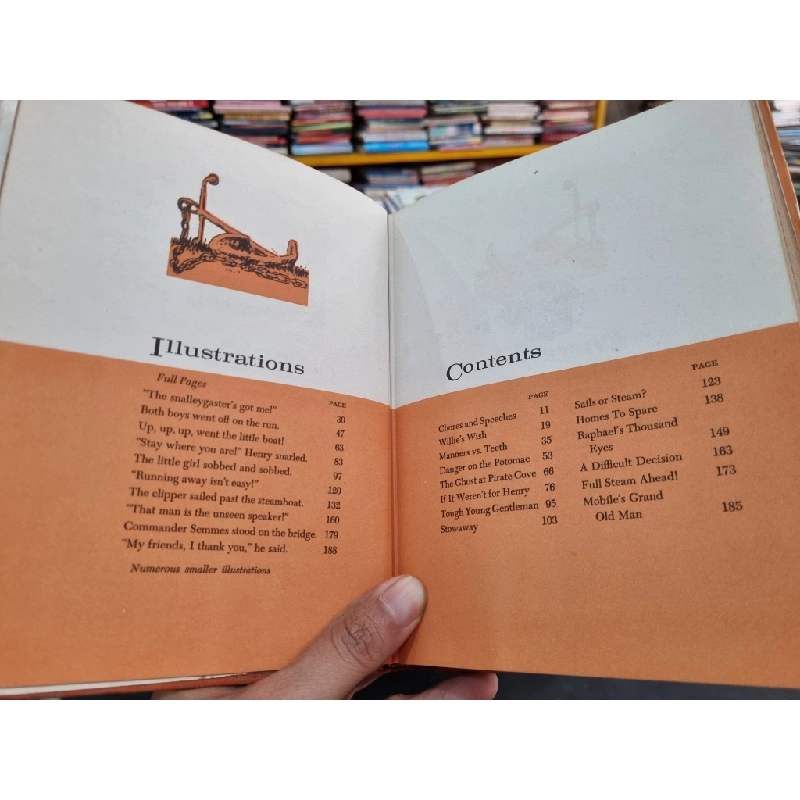 Illustrations
Full Pages
PAGE
"The snalleygaster's got me!" 30
Both boys went off on the run. 47
Up, up, up, went the little boat! 63
"Stay where you are!" Henry snarled. 83
The little girl sobbed and sobbed. 97
"Running away isn't easy!" 120
The clipper sailed past the steamboat. 132
"That man is the unseen speaker!" 160
Commander Semmes stood on the bridge. 179
"My friends, I thank you," he said. 188
Numerous smaller illustrations
Contents
PAGE
Chores and Speeches 11
Willie's Wish 19
Manners vs. Teeth 35
Danger on the Potomac 53
The Ghost at Pirate Cove 66
If It Weren't for Henry 76
Tough Young Gentleman 95
Stowaway 103
PAGE
Sails or Steam? 123
Homes To Spare 138
Raphael's Thousand
Eyes 149
A Difficult Decision 163
Full Steam Ahead! 173
Mobile's Grand
Old Man 185